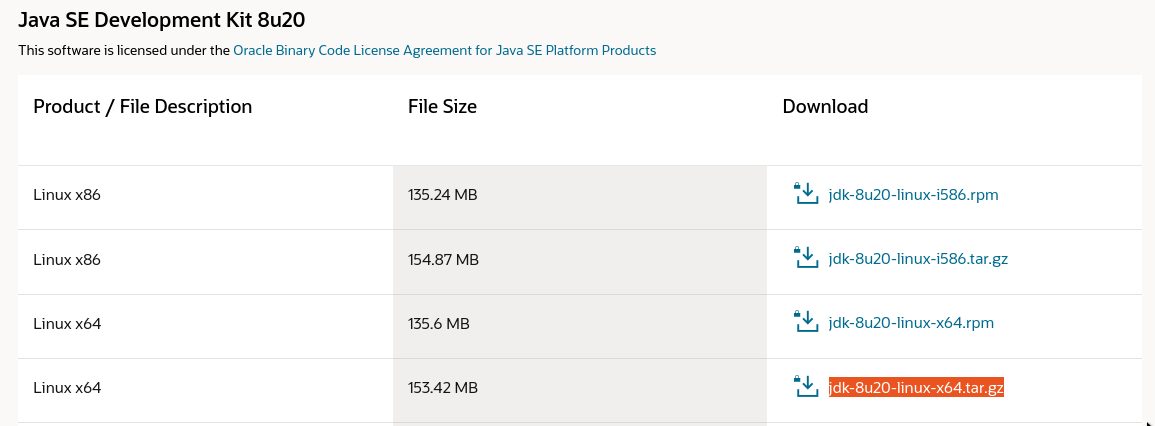 Java SE Development Kit 8u20
This software is licensed under the Oracle Binary Code License Agreement for Java SE Platform Products
Product / File Description File Size Download
Linux x86 135.24 MB jdk-8u20-linux-i586.rpm
Linux x86 154.87 MB jdk-8u20-linux-i586.tar.gz
Linux x64 135.6 MB jdk-8u20-linux-x64.rpm
Linux x64 153.42 MB jdk-8u20-linux-x64.tar.gz